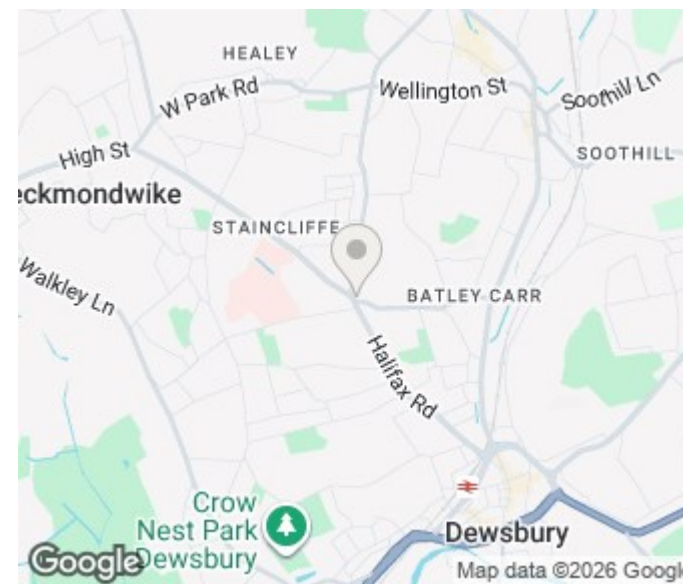 HEALEY
W Park Rd
Wellington St
Soothill Ln
High St
SOOTHILL
eckmondwike
STAINCLIFFE
Walkley Ln
BATLEY CARR
Halifax Rd
Crow
Nest Park
Dewsbury
Dewsbury
Google
Map data ©2026 Google